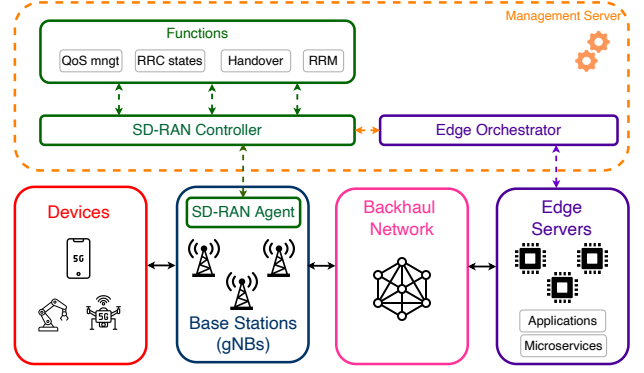 Management Server
Functions
QoS mngt
RRC states
Handover
RRM
SD-RAN Controller
Edge Orchestrator
Devices
5G
5G
SD-RAN Agent
Base Stations
(gNBs)
Backhaul
Network
Edge
Servers
Applications
Microservices